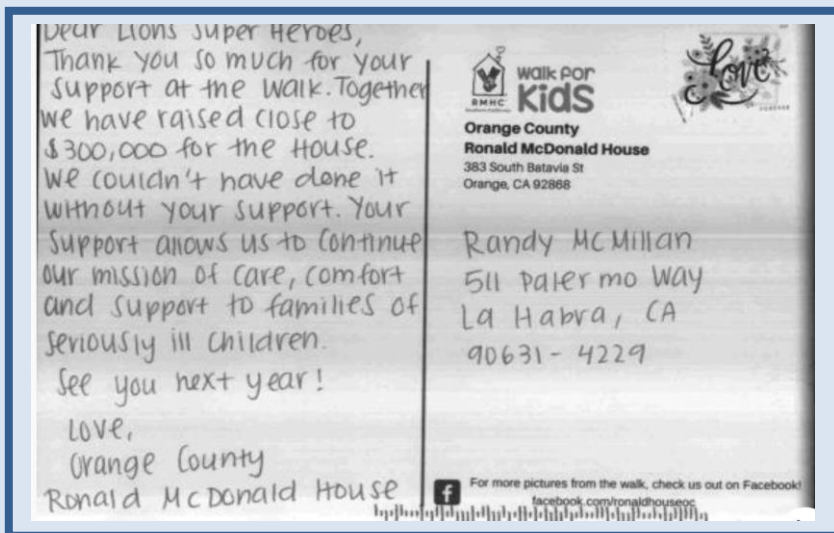 Dear Lions Super Heroes,
Thank you so much for your
support at the walk. Together
we have raised close to
$300,000 for the House.
We couldn't have done it
without your support. Your
support allows us to continue
our mission of care, comfort
and support to families of
seriously ill children.
See you next year!
Love,
Orange County
Ronald McDonald House
RMHC
walk for
Kids
Orange County
Ronald McDonald House
383 South Batavia St
Orange, CA 92868
Love
FOREVER
Randy McMillan
511 Palermo Way
La Habra, CA
90631-4229
f
For more pictures from the walk, check us out on Facebook!
facebook.com/ronaldhouseoc